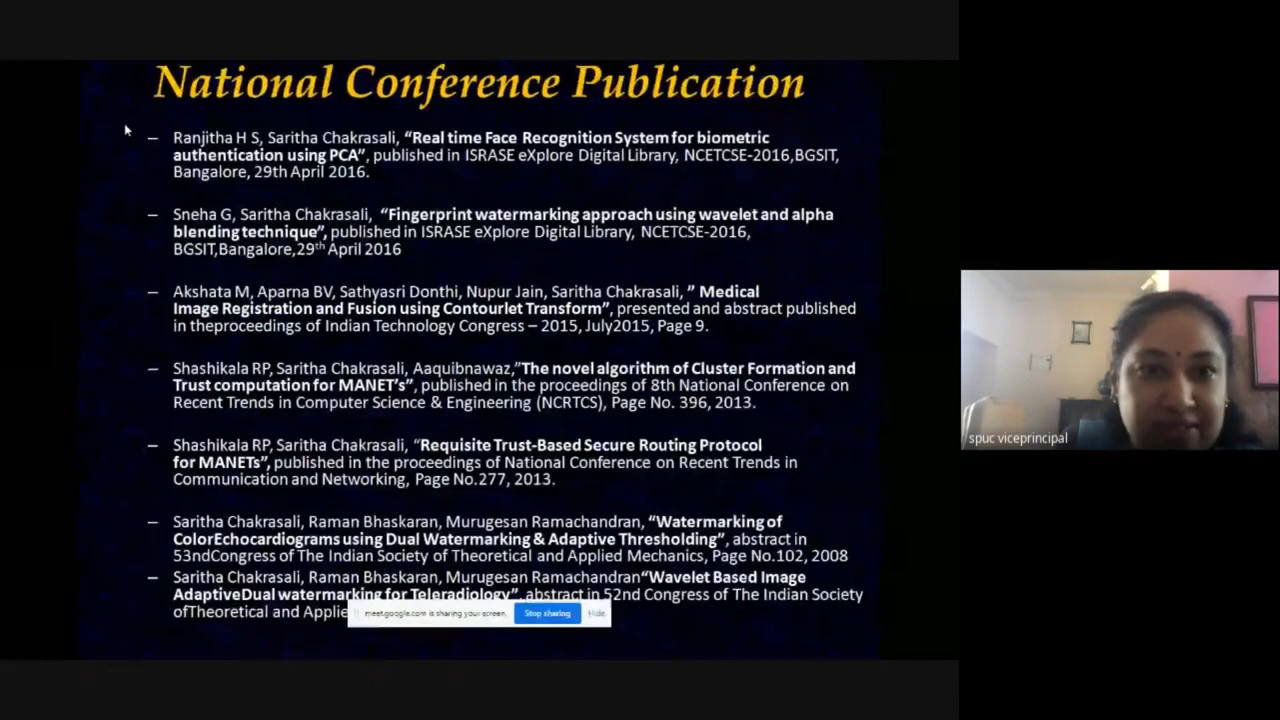 National Conference Publication
– Ranjitha H S, Saritha Chakrasali, “Real time Face Recognition System for biometric
authentication using PCA”, published in ISRASE eXplore Digital Library, NCETCSE-2016,BGSIT,
Bangalore, 29th April 2016.
– Sneha G, Saritha Chakrasali, “Fingerprint watermarking approach using wavelet and alpha
blending technique”, published in ISRASE eXplore Digital Library, NCETCSE-2016,
BGSIT,Bangalore,29th April 2016
– Akshata M, Aparna BV, Sathyasri Donthi, Nupur Jain, Saritha Chakrasali, ” Medical
Image Registration and Fusion using Contourlet Transform”, presented and abstract published
in theproceedings of Indian Technology Congress – 2015, July2015, Page 9.
– Shashikala RP, Saritha Chakrasali, Aaquibnawaz,”The novel algorithm of Cluster Formation and
Trust computation for MANET’s”, published in the proceedings of 8th National Conference on
Recent Trends in Computer Science & Engineering (NCRTCS), Page No. 396, 2013.
– Shashikala RP, Saritha Chakrasali, “Requisite Trust-Based Secure Routing Protocol
for MANETs”, published in the proceedings of National Conference on Recent Trends in
Communication and Networking, Page No.277, 2013.
– Saritha Chakrasali, Raman Bhaskaran, Murugesan Ramachandran, “Watermarking of
ColorEchocardiograms using Dual Watermarking & Adaptive Thresholding”, abstract in
53ndCongress of The Indian Society of Theoretical and Applied Mechanics, Page No.102, 2008
– Saritha Chakrasali, Raman Bhaskaran, Murugesan Ramachandran“Wavelet Based Image
AdaptiveDual watermarking for Teleradiology”, abstract in 52nd Congress of The Indian Society
ofTheoretical and Applie
meet.google.com is sharing your screen. Stop sharing Hide
spuc viceprincipal